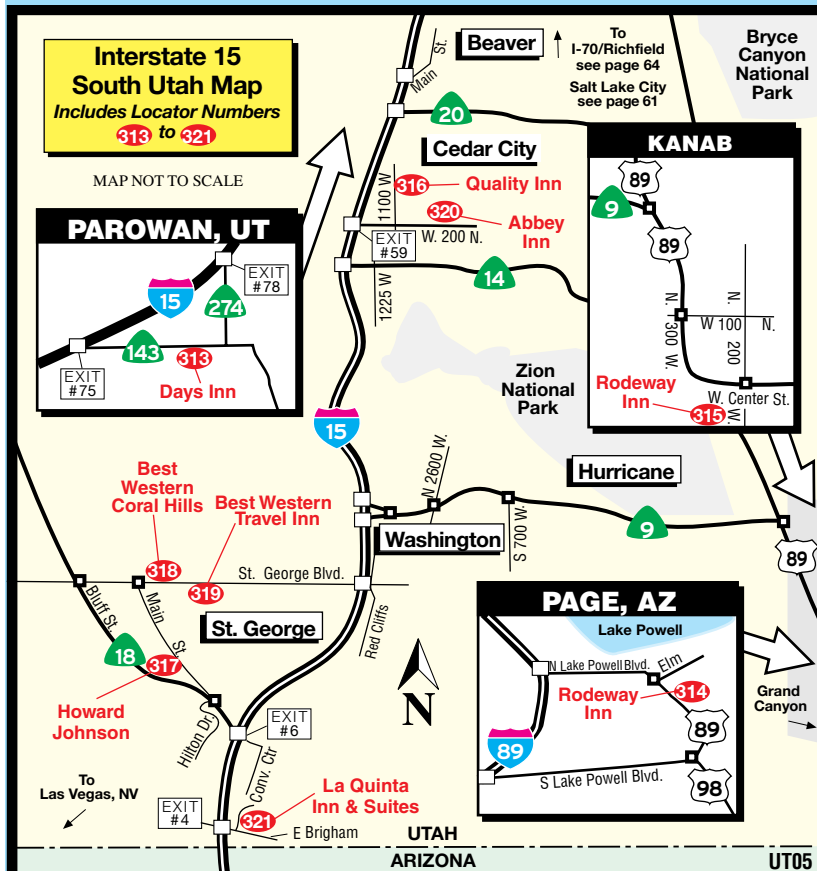 Interstate 15
South Utah Map
Includes Locator Numbers
313 to 321
MAP NOT TO SCALE
Beaver
Main St.
To
I-70/Richfield
see page 64
Salt Lake City
see page 61
Bryce
Canyon
National
Park
20
Cedar City
1100 W
316
Quality Inn
320
Abbey
Inn
W. 200 N.
EXIT
#59
1225 W
14
KANAB
89
9
89
N. 300 W.
W 100 N.
N. 200 W.
W. Center St.
Rodeway
Inn
315
PAROWAN, UT
EXIT
#78
15
274
143
313
EXIT
#75
Days Inn
Zion
National
Park
15
Hurricane
N 2600 W.
S 700 W.
9
89
Washington
Best
Western
Coral Hills
Best Western
Travel Inn
318
319
St. George Blvd.
Bluff St.
Main St.
St. George
Red Cliffs
18
317
Howard
Johnson
Hilton Dr.
EXIT
#6
N
Conv. Ctr
To
Las Vegas, NV
La Quinta
Inn & Suites
EXIT
#4
321
E Brigham
PAGE, AZ
Lake Powell
N Lake Powell Blvd.
Elm
Rodeway
Inn
314
89
89
98
S Lake Powell Blvd.
Grand
Canyon
UTAH
ARIZONA
UT05